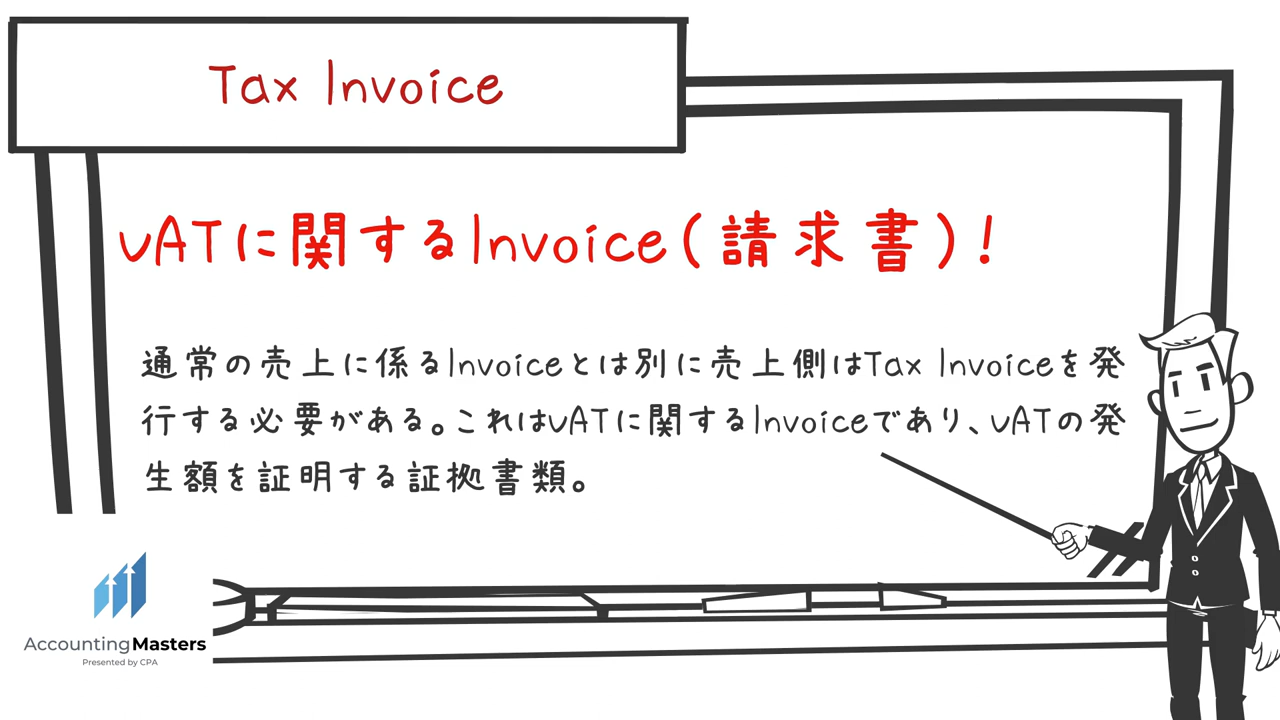 Tax Invoice
VATに関するInvoice(請求書)!
通常の売上に係るInvoiceとは別に売上側はTax Invoiceを発
行する必要がある。これはVATに関するInvoiceであり、VATの発
生額を証明する証拠書類。
AccountingMasters
Presented by CPA